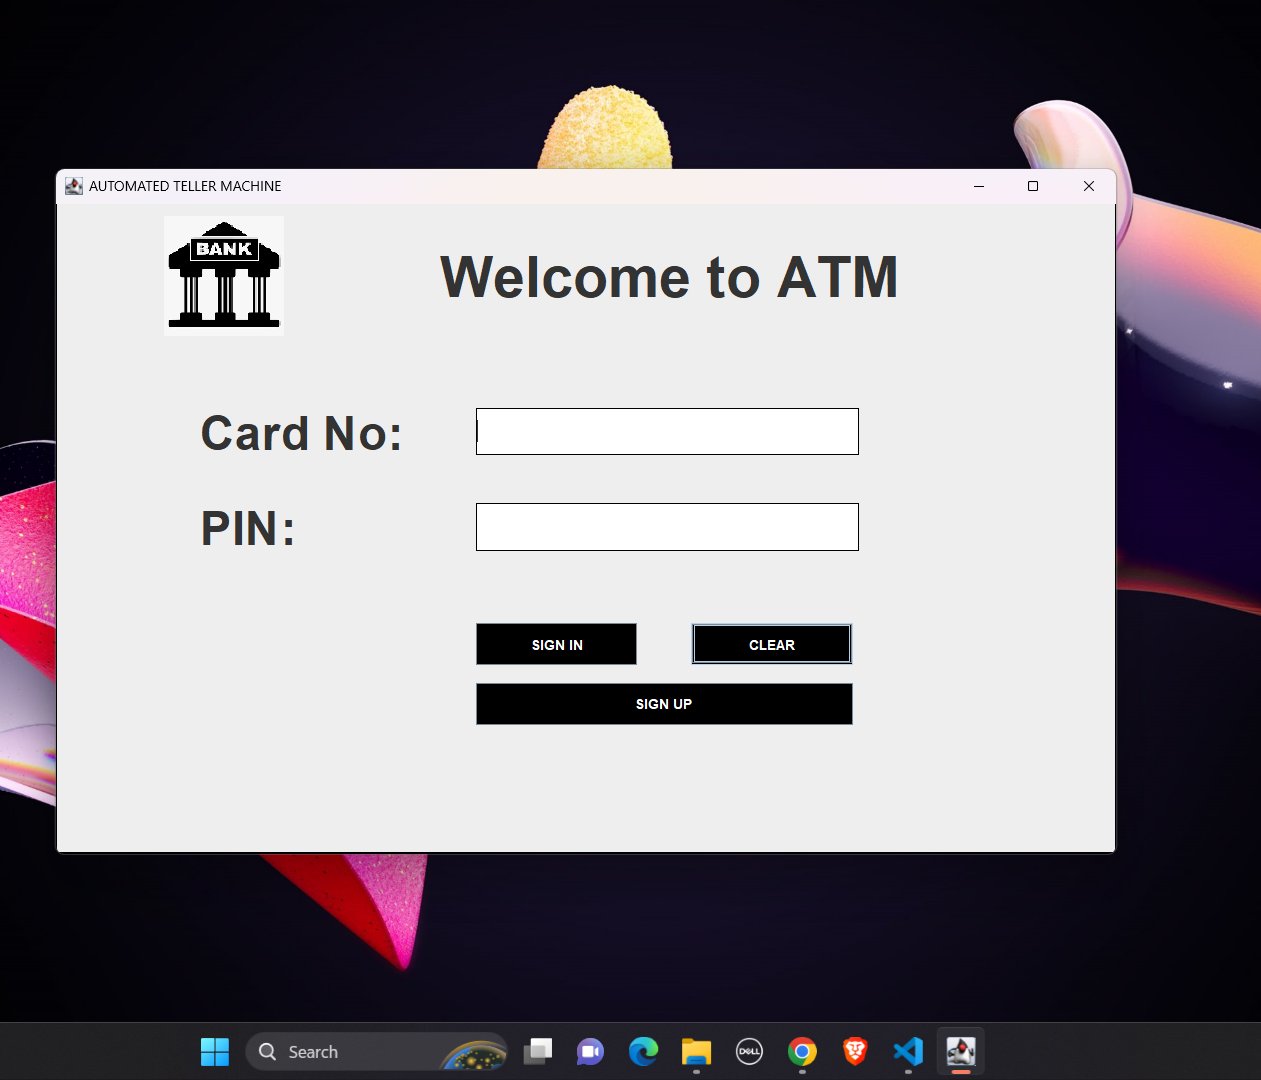 AUTOMATED TELLER MACHINE
BANK
Welcome to ATM
Card No:
PIN:
SIGN IN
CLEAR
SIGN UP
Search
DELL